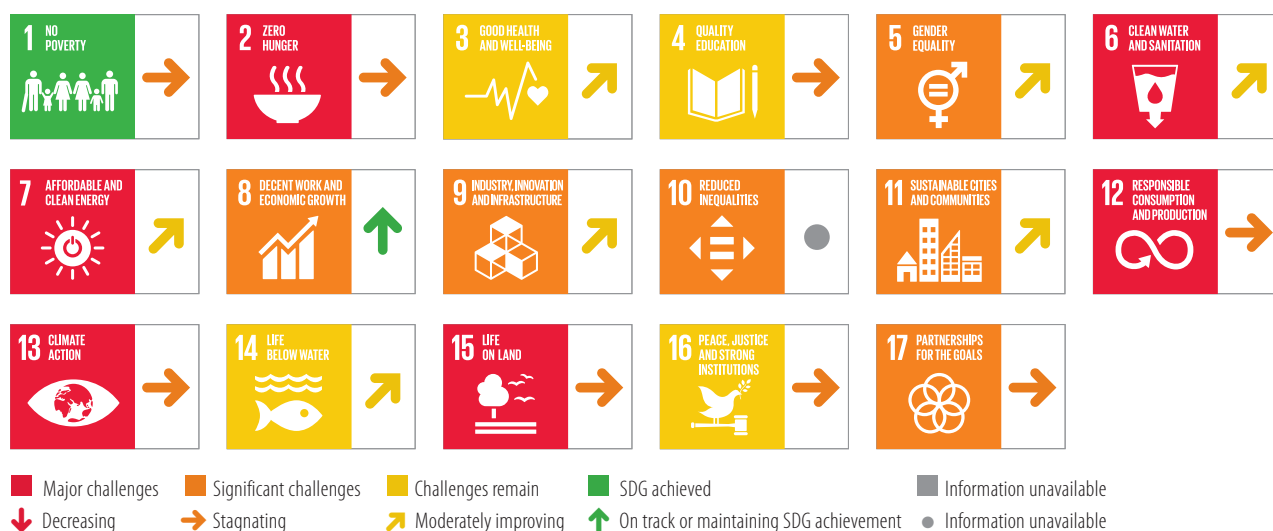 1 NO
POVERTY
2 ZERO
HUNGER
3 GOOD HEALTH
AND WELL-BEING
4 QUALITY
EDUCATION
5 GENDER
EQUALITY
6 CLEAN WATER
AND SANITATION
7 AFFORDABLE AND
CLEAN ENERGY
8 DECENT WORK AND
ECONOMIC GROWTH
9 INDUSTRY, INNOVATION
AND INFRASTRUCTURE
10 REDUCED
INEQUALITIES
11 SUSTAINABLE CITIES
AND COMMUNITIES
12 RESPONSIBLE
CONSUMPTION
AND PRODUCTION
13 CLIMATE
ACTION
14 LIFE
BELOW WATER
15 LIFE
ON LAND
16 PEACE, JUSTICE
AND STRONG
INSTITUTIONS
17 PARTNERSHIPS
FOR THE GOALS
Major challenges
Significant challenges
Challenges remain
SDG achieved
Information unavailable
Decreasing
Stagnating
Moderately improving
On track or maintaining SDG achievement
Information unavailable